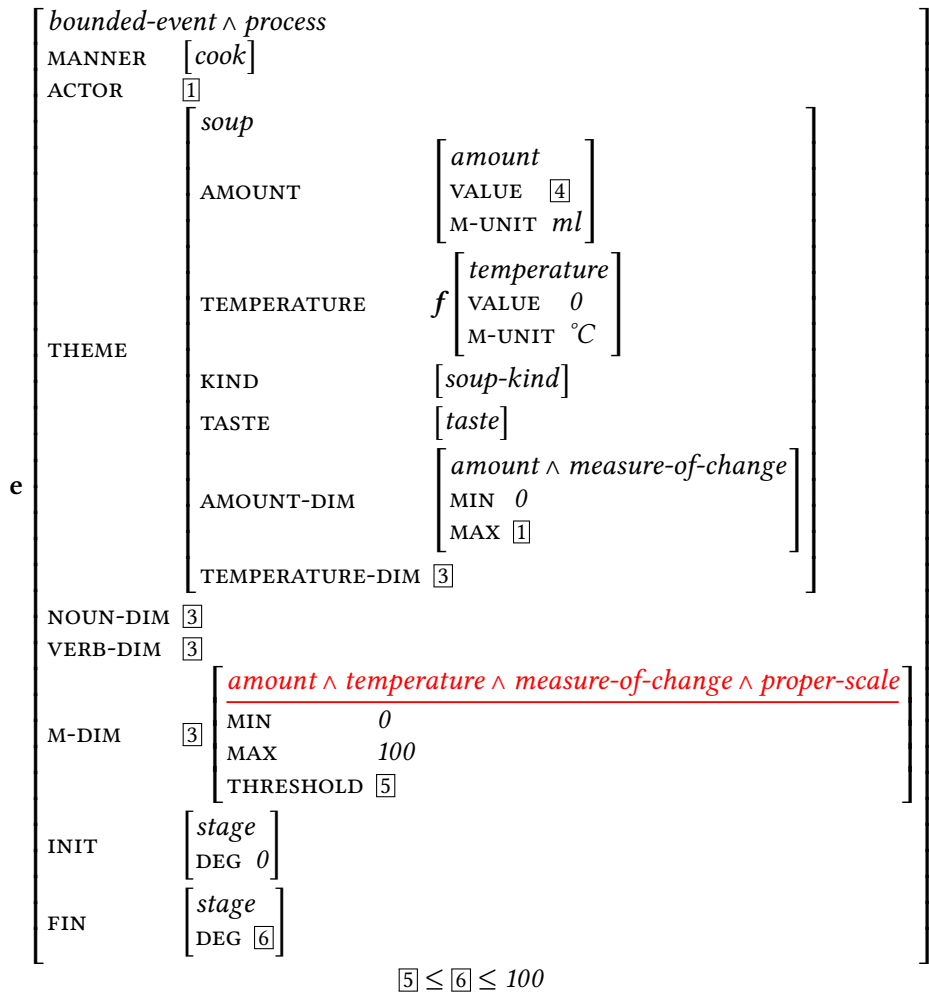 bounded-event ∧ process
MANNER [cook]
ACTOR 1
soup
amount
AMOUNT VALUE 4
M-UNIT ml
temperature
TEMPERATURE f VALUE 0
M-UNIT °C
THEME
KIND [soup-kind]
TASTE [taste]
amount ∧ measure-of-change
e AMOUNT-DIM MIN 0
MAX 1
TEMPERATURE-DIM 3
NOUN-DIM 3
VERB-DIM 3
amount ∧ temperature ∧ measure-of-change ∧ proper-scale
MIN 0
M-DIM 3
MAX 100
THRESHOLD 5
stage
INIT
DEG 0
stage
FIN
DEG 6
5 ≤ 6 ≤ 100